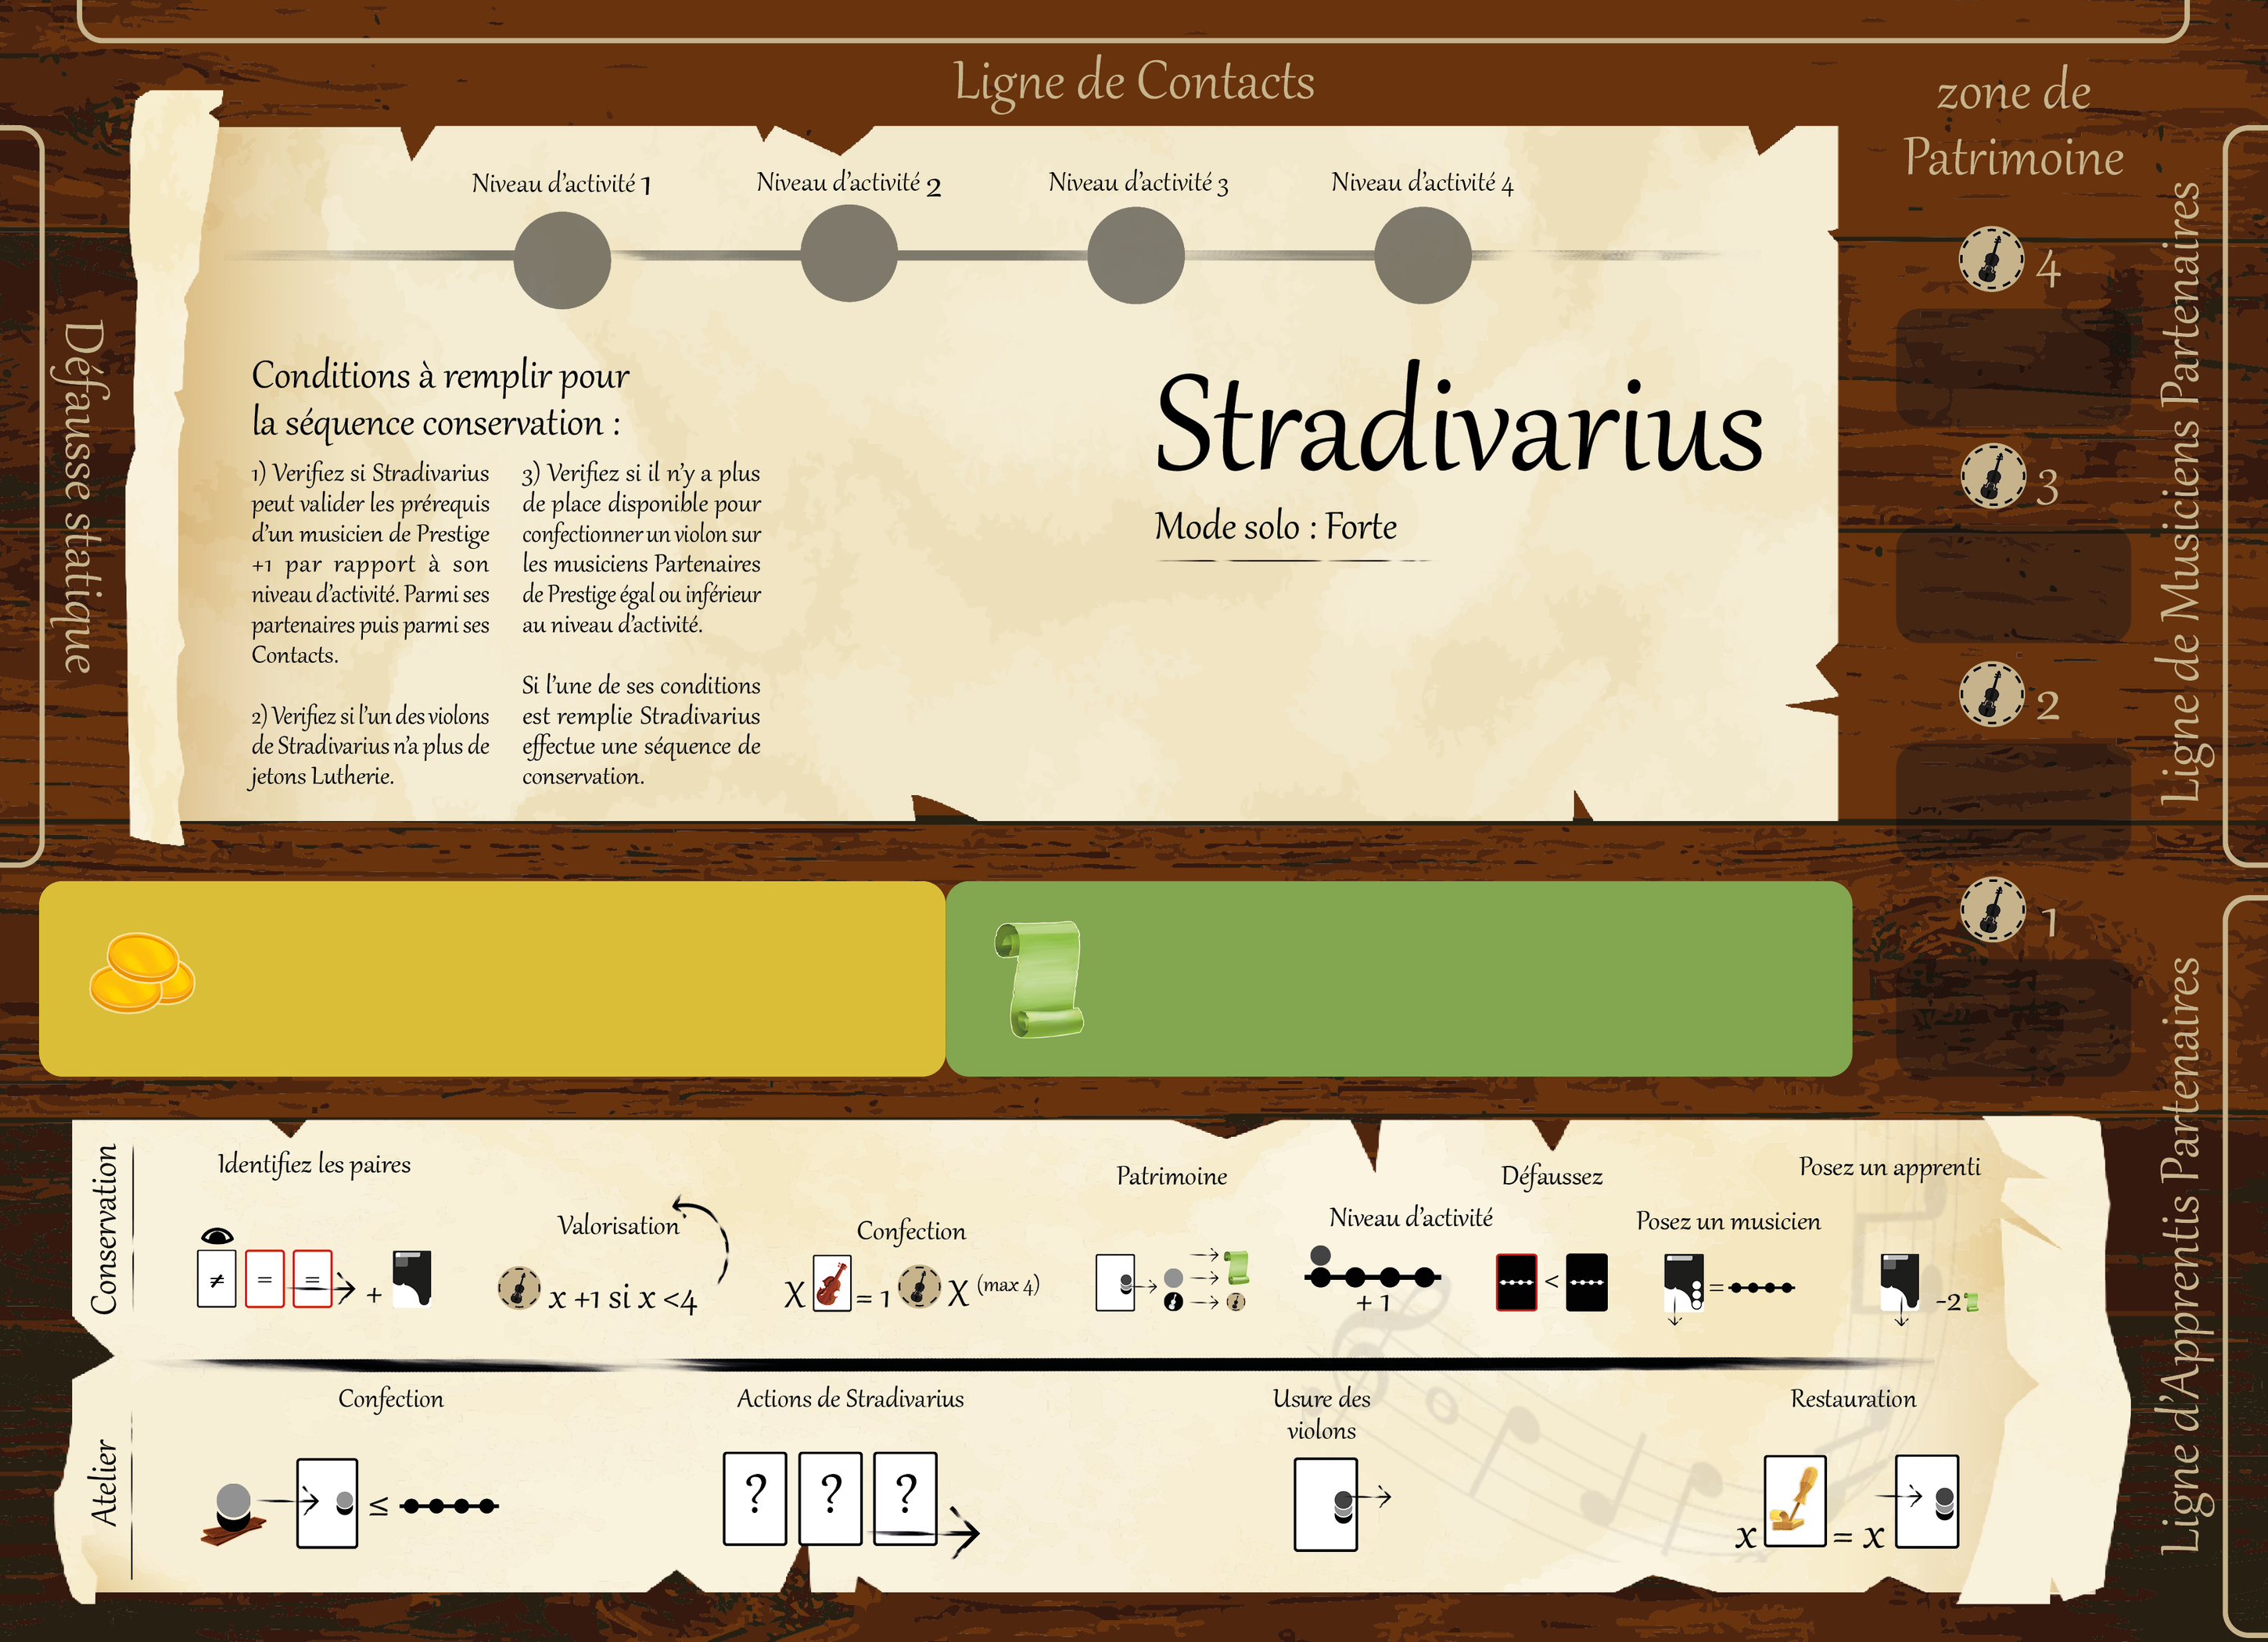 Ligne de Contacts
zone de
Patrimoine
Défausse statique
Niveau d'activité 1
Niveau d'activité 2
Niveau d'activité 3
Niveau d'activité 4
Conditions à remplir pour
la séquence conservation :
1) Verifiez si Stradivarius
peut valider les prérequis
d'un musicien de Prestige
+1 par rapport à son
niveau d'activité. Parmi ses
partenaires puis parmi ses
Contacts.
2) Verifiez si l'un des violons
de Stradivarius n'a plus de
jetons Lutherie.
3) Verifiez si il n'y a plus
de place disponible pour
confectionner un violon sur
les musiciens Partenaires
de Prestige égal ou inférieur
au niveau d'activité.
Si l'une de ses conditions
est remplie Stradivarius
effectue une séquence de
conservation.
Stradivarius
Mode solo : Forte
4
3
2
1
Ligne de Musiciens Partenaires
Ligne d'Apprentis Partenaires
Conservation
Identifiez les paires
≠ = = +
Valorisation
x +1 si x <4
Confection
X = 1 X (max 4)
Patrimoine
Niveau d'activité
+ 1
Défaussez
<
Posez un musicien
=
Posez un apprenti
-2
Atelier
Confection
≤
Actions de Stradivarius
? ? ?
Usure des
violons
Restauration
x = x